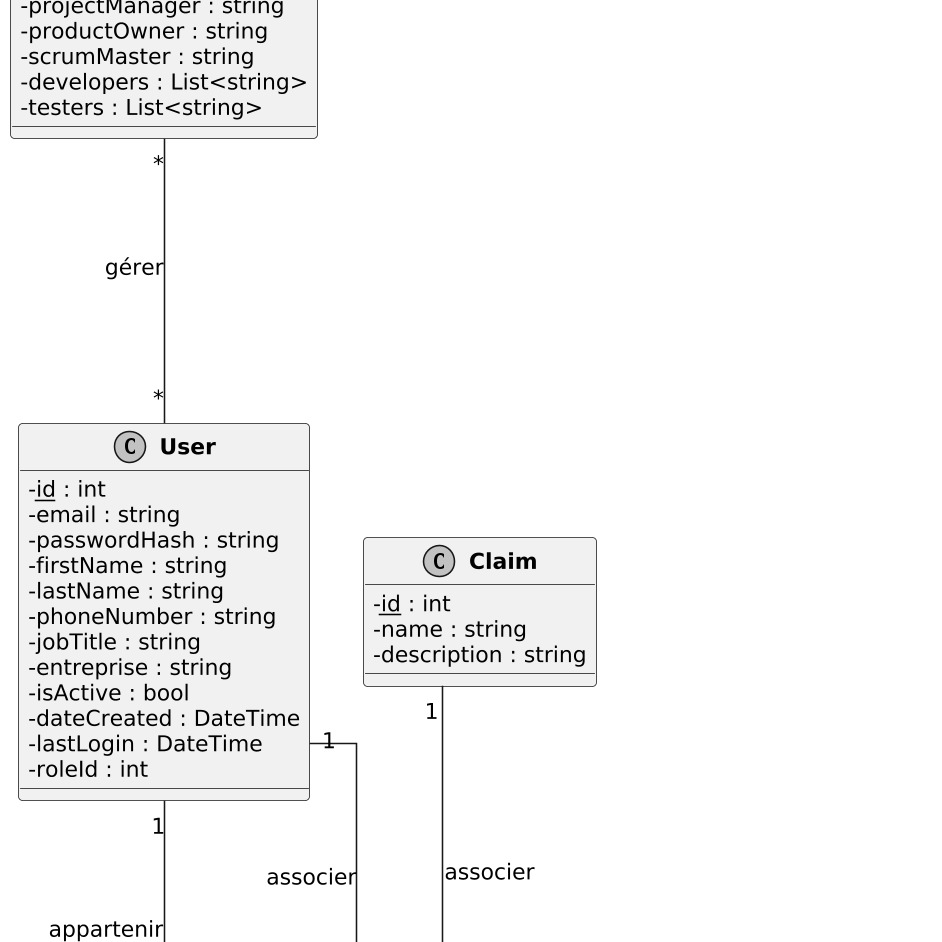 -projectManager : string
-productOwner : string
-scrumMaster : string
-developers : List<string>
-testers : List<string>
*
gérer
*
C User
-id : int
-email : string
-passwordHash : string
-firstName : string
-lastName : string
-phoneNumber : string
-jobTitle : string
-entreprise : string
-isActive : bool
-dateCreated : DateTime
-lastLogin : DateTime
-roleId : int
C Claim
-id : int
-name : string
-description : string
1
1
1
associer
associer
appartenir